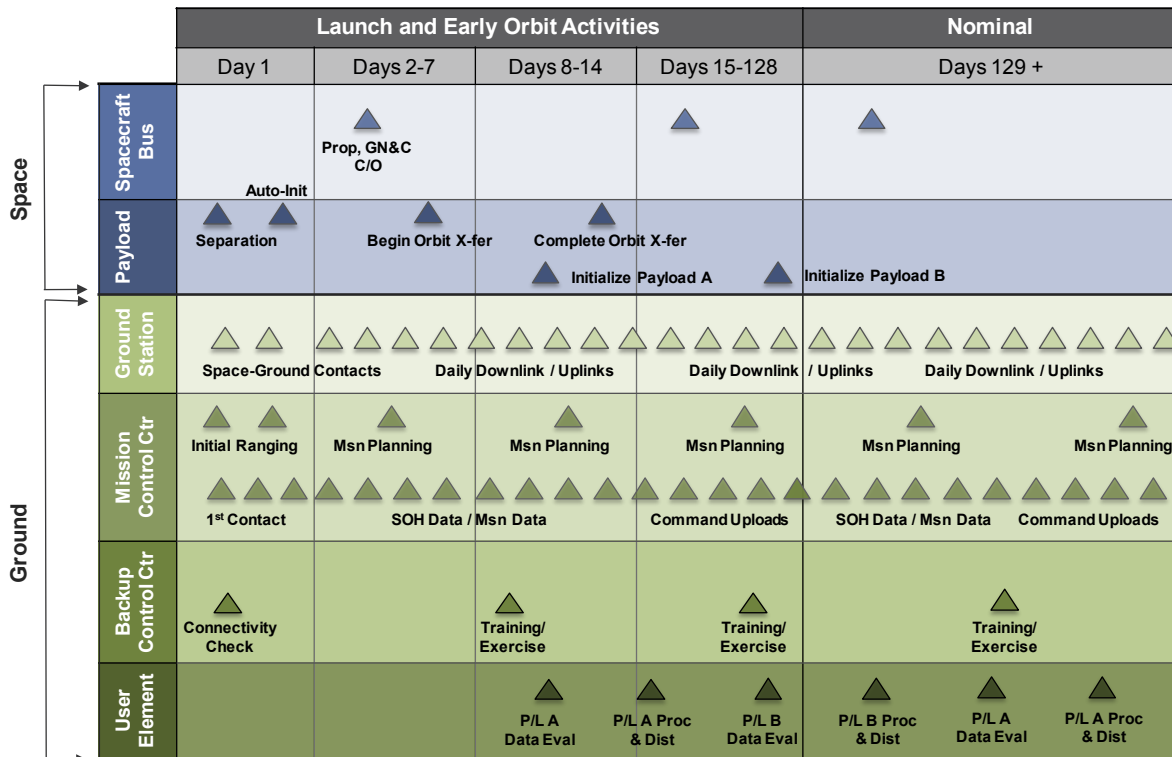 Launch and Early Orbit Activities
Nominal
Day 1
Days 2-7
Days 8-14
Days 15-128
Days 129 +
Space
Spacecraft
Bus
Prop, GN&C
C/O
Payload
Auto-Init
Separation
Begin Orbit X-fer
Complete Orbit X-fer
Initialize Payload A
Initialize Payload B
Ground
Ground
Station
Space-Ground Contacts
Daily Downlink / Uplinks
Daily Downlink / Uplinks
Daily Downlink / Uplinks
Mission
Control Ctr
Initial Ranging
Msn Planning
Msn Planning
Msn Planning
Msn Planning
Msn Planning
1st Contact
SOH Data / Msn Data
Command Uploads
SOH Data / Msn Data
Command Uploads
Backup
Control Ctr
Connectivity
Check
Training/
Exercise
Training/
Exercise
Training/
Exercise
User
Element
P/L A
Data Eval
P/L A Proc
& Dist
P/L B
Data Eval
P/L B Proc
& Dist
P/L A
Data Eval
P/L A Proc
& Dist